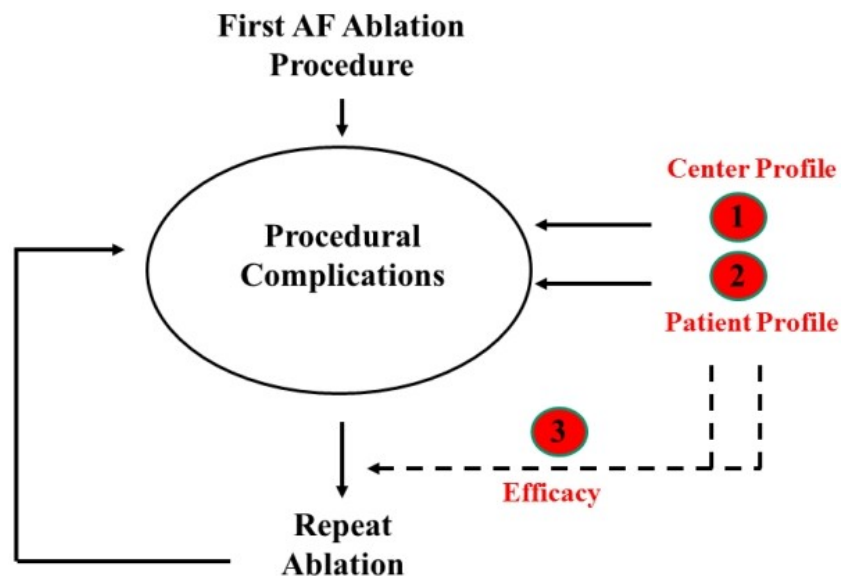 First AF Ablation
Procedure
Center Profile
1
Procedural
Complications
2
Patient Profile
3
Efficacy
Repeat
Ablation